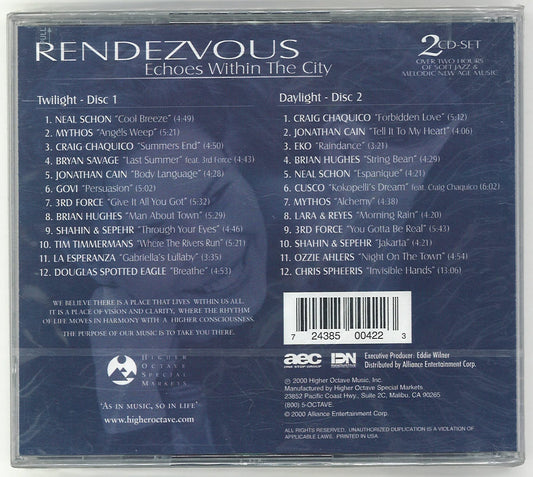 PULL
RENDEZVOUS
Echoes Within The City
2CD-SET
OVER TWO HOURS
OF SOFT JAZZ &
MELODIC NEW AGE MUSIC
Twilight - Disc 1
1. NEAL SCHON "Cool Breeze" (4:49)
2. MYTHOS "Angels Weep" (5:21)
3. CRAIG CHAQUICO "Summers End" (4:50)
4. BRYAN SAVAGE "Last Summer" feat. 3rd Force (4:43)
5. JONATHAN CAIN "Body Language" (4:28)
6. GOVI "Persuasion" (5:02)
7. 3RD FORCE "Give It All You Got" (5:32)
8. BRIAN HUGHES "Man About Town" (5:29)
9. SHAHIN & SEPEHR "Through Your Eyes" (4:46)
10. TIM TIMMERMANS "Where The Rivers Run" (5:21)
11. LA ESPERANZA "Gabriella's Lullaby" (5:31)
12. DOUGLAS SPOTTED EAGLE "Breathe" (4:53)
Daylight - Disc 2
1. CRAIG CHAQUICO "Forbidden Love" (5:12)
2. JONATHAN CAIN "Tell It To My Heart" (4:06)
3. EKO "Raindance" (3:21)
4. BRIAN HUGHES "String Bean" (4:29)
5. NEAL SCHON "Espanique" (4:21)
6. CUSCO "Kokopelli's Dream" feat. Craig Chaquico (6:02)
7. MYTHOS "Alchemy" (4:38)
8. LARA & REYES "Morning Rain" (4:20)
9. 3RD FORCE "You Gotta Be Real" (5:53)
10. SHAHIN & SEPEHR "Jakarta" (4:21)
11. OZZIE AHLERS "Night On The Town" (4:54)
12. CHRIS SPHEERIS "Invisible Hands" (13:06)
WE BELIEVE THERE IS A PLACE THAT LIVES WITHIN US ALL.
IT IS A PLACE OF VISION AND CLARITY, WHERE THE RHYTHM
OF LIFE MOVES IN HARMONY WITH A HIGHER CONSCIOUSNESS.
THE PURPOSE OF OUR MUSIC IS TO TAKE YOU THERE.
HIGHER
OCTAVE
SPECIAL
MARKETS
'AS IN MUSIC, SO IN LIFE'
www.higheroctave.com
7 24385 00422 3
aec
ONE STOP GROUP
IDN
Executive Producer: Eddie Wilner
Distributed by Alliance Entertainment Corp.
℗ 2000 Higher Octave Music, Inc.
Manufactured by Higher Octave Special Markets
23852 Pacific Coast Hwy., Suite 2C, Malibu, CA 90265
(800) 5-OCTAVE.
© 2000 Alliance Entertainment Corp.
ALL RIGHTS RESERVED. UNAUTHORIZED DUPLICATION IS A VIOLATION OF
APPLICABLE LAWS. PRINTED IN USA.